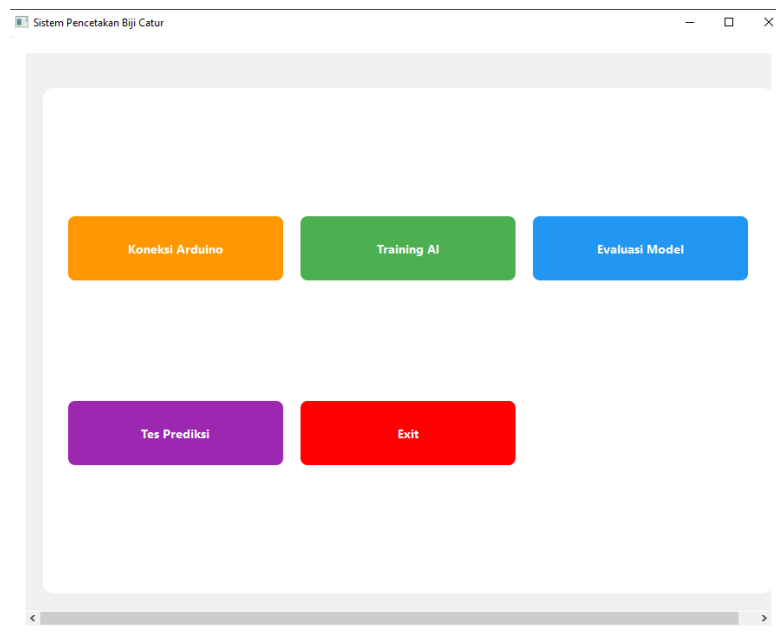 Sistem Pencetakan Biji Catur
Koneksi Arduino
Training AI
Evaluasi Model
Tes Prediksi
Exit